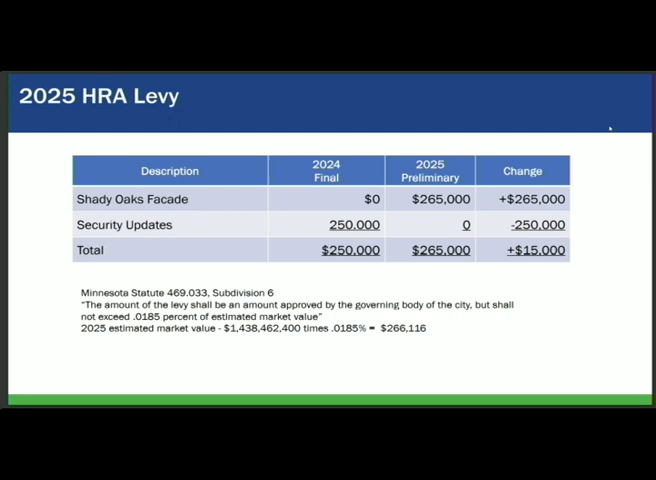 2025 HRA Levy
Description 2024 Final 2025 Preliminary Change
Shady Oaks Facade $0 $265,000 +$265,000
Security Updates 250,000 0 -250,000
Total $250,000 $265,000 +$15,000
Minnesota Statute 469.033, Subdivision 6
"The amount of the levy shall be an amount approved by the governing body of the city, but shall
not exceed .0185 percent of estimated market value"
2025 estimated market value - $1,438,462,400 times .0185% = $266,116